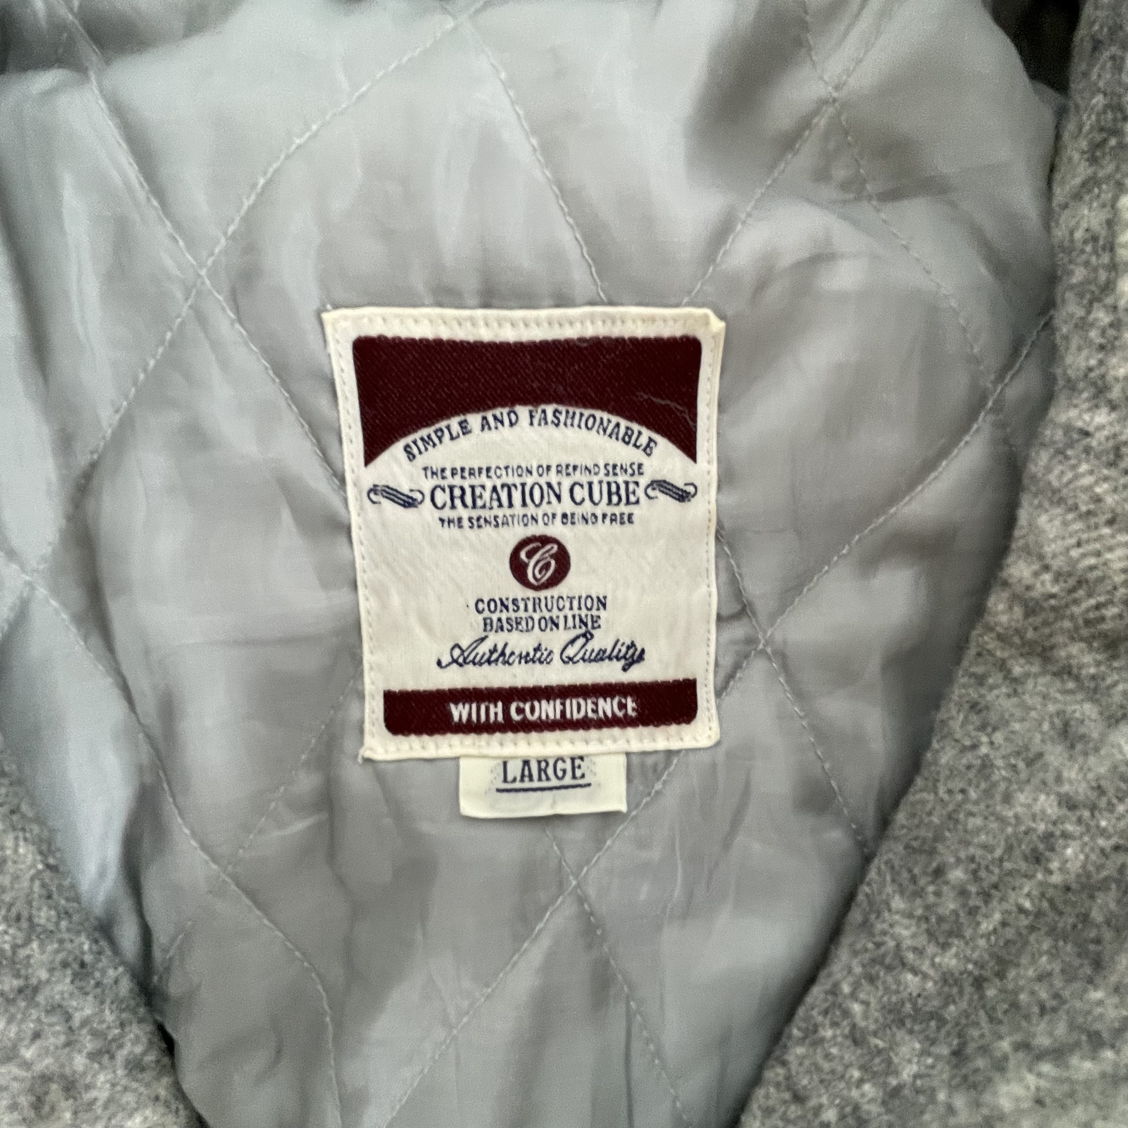 SIMPLE AND FASHIONABLE
THE PERFECTION OF REFIND SENSE
CREATION CUBE
THE SENSATION OF BEING FREE
C
CONSTRUCTION
BASED ON LINE
Authentic Quality
WITH CONFIDENCE
LARGE